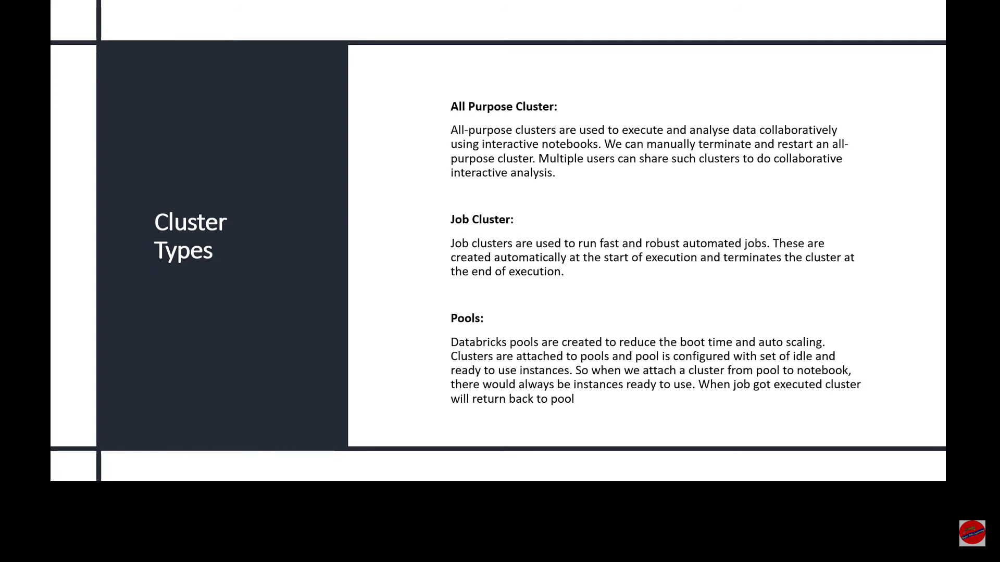 Cluster
Types
All Purpose Cluster:
All-purpose clusters are used to execute and analyse data collaboratively
using interactive notebooks. We can manually terminate and restart an all-
purpose cluster. Multiple users can share such clusters to do collaborative
interactive analysis.
Job Cluster:
Job clusters are used to run fast and robust automated jobs. These are
created automatically at the start of execution and terminates the cluster at
the end of execution.
Pools:
Databricks pools are created to reduce the boot time and auto scaling.
Clusters are attached to pools and pool is configured with set of idle and
ready to use instances. So when we attach a cluster from pool to notebook,
there would always be instances ready to use. When job got executed cluster
will return back to pool